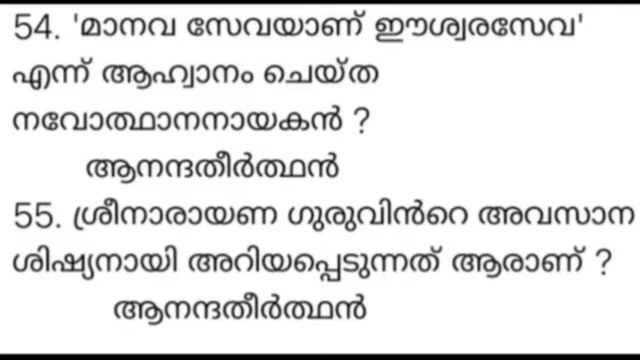 54. 'മാനവ സേവയാണ് ഈശ്വരസേവ'
എന്ന് ആഹ്വാനം ചെയ്ത
നവോത്ഥാനനായകൻ ?
ആനന്ദതീർത്ഥൻ
55. ശ്രീനാരായണ ഗുരുവിൻറെ അവസാന
ശിഷ്യനായി അറിയപ്പെടുന്നത് ആരാണ് ?
ആനന്ദതീർത്ഥൻ